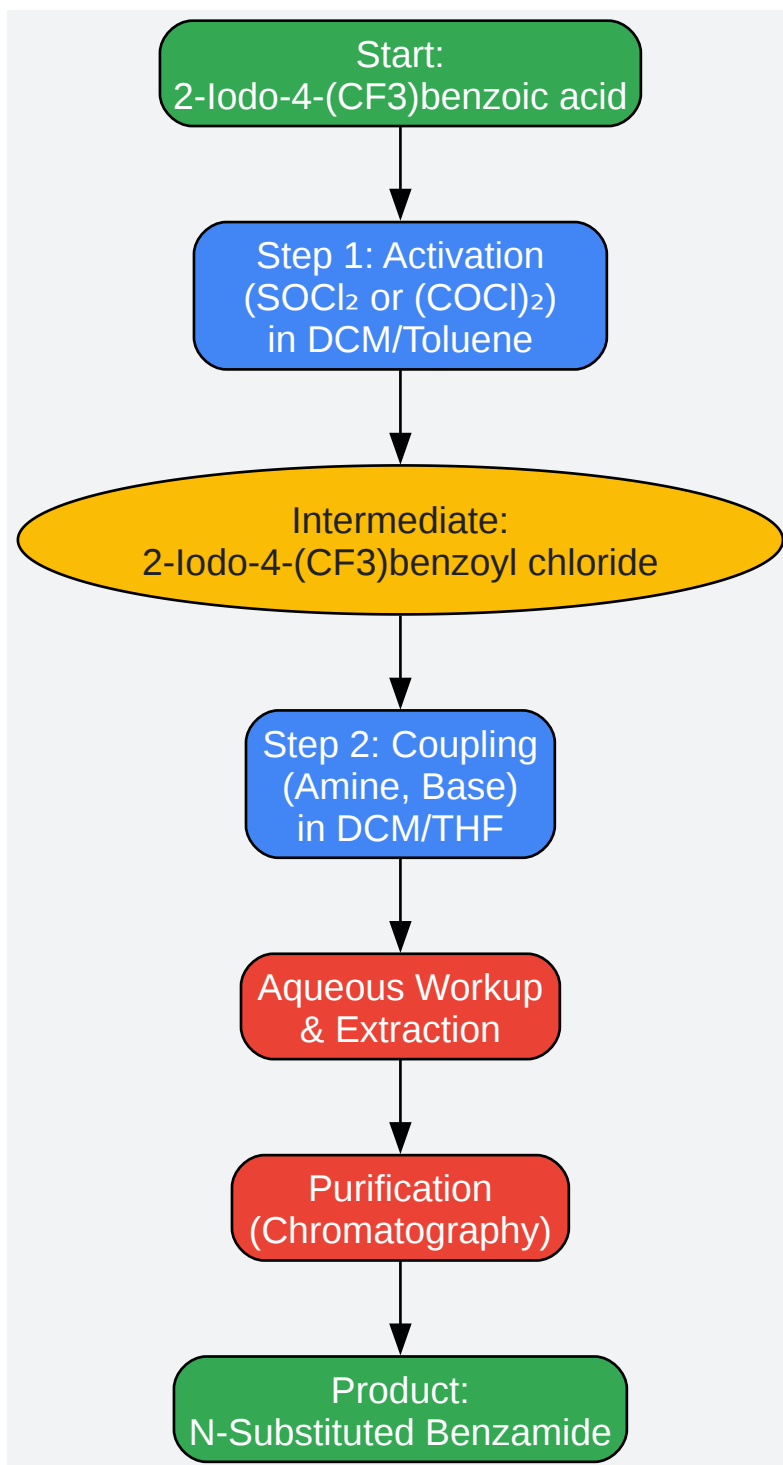 Start:
2-Iodo-4-(CF3)benzoic acid
Step 1: Activation
(SOCl₂ or (COCl)₂)
in DCM/Toluene
Intermediate:
2-Iodo-4-(CF3)benzoyl chloride
Step 2: Coupling
(Amine, Base)
in DCM/THF
Aqueous Workup
& Extraction
Purification
(Chromatography)
Product:
N-Substituted Benzamide